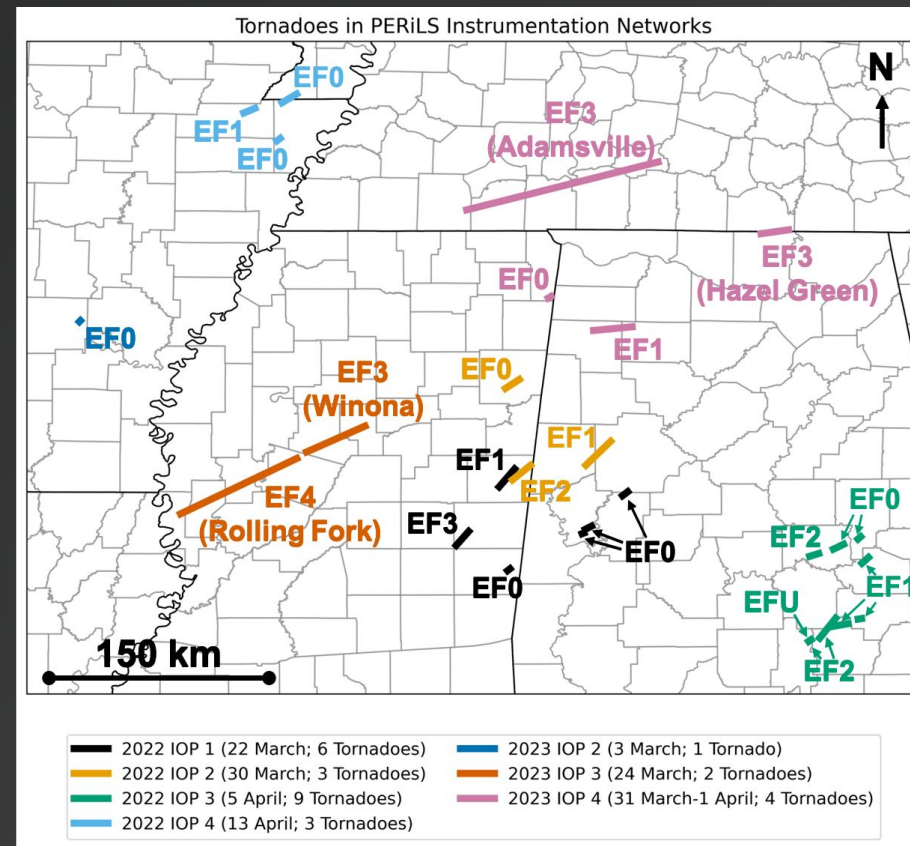 Tornadoes in PERiLS Instrumentation Networks
N
EF0
EF1
EF0
EF3
(Adamsville)
EF3
(Hazel Green)
EF0
EF1
EF0
EF3
(Winona)
EF0
EF1
EF1
EF2
EF4
(Rolling Fork)
EF3
EF0
EF0
EF0
EF2
EF1
EFU
EF2
150 km
2022 IOP 1 (22 March; 6 Tornadoes)
2022 IOP 2 (30 March; 3 Tornadoes)
2022 IOP 3 (5 April; 9 Tornadoes)
2022 IOP 4 (13 April; 3 Tornadoes)
2023 IOP 2 (3 March; 1 Tornado)
2023 IOP 3 (24 March; 2 Tornadoes)
2023 IOP 4 (31 March-1 April; 4 Tornadoes)